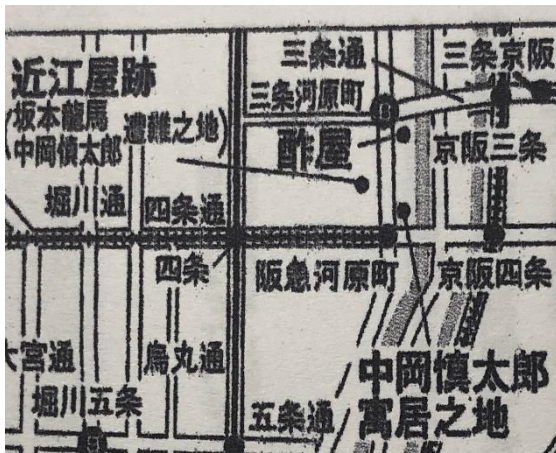 三条通
三条京阪
近江屋跡
三条河原町
(坂本龍馬
中岡慎太郎
遭難之地)
酢屋
京阪三条
堀川通
四条通
四条
阪急河原町
京阪四条
大宮通
烏丸通
中岡慎太郎
寓居之地
堀川五条
五条通